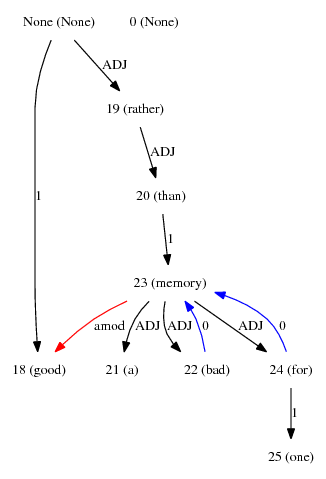 None (None) 0 (None)
ADJ
19 (rather)
ADJ
20 (than)
1 1
23 (memory)
amod ADJ ADJ 0 ADJ 0
18 (good) 21 (a) 22 (bad) 24 (for)
1
25 (one)